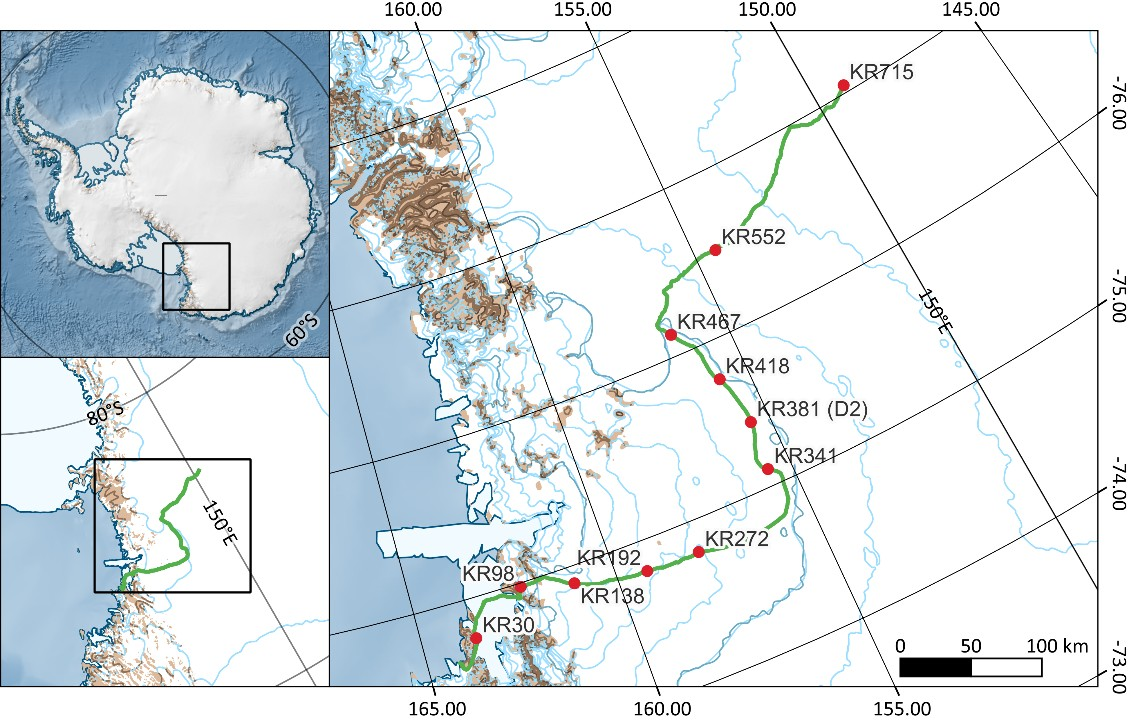 160.00
155.00
150.00
145.00
60°S
80°S
150°E
KR715
KR552
KR467
KR418
KR381 (D2)
KR341
KR272
KR192
KR138
KR98
KR30
150°E
-76.00
-75.00
-74.00
-73.00
0 50 100 km
165.00
160.00
155.00